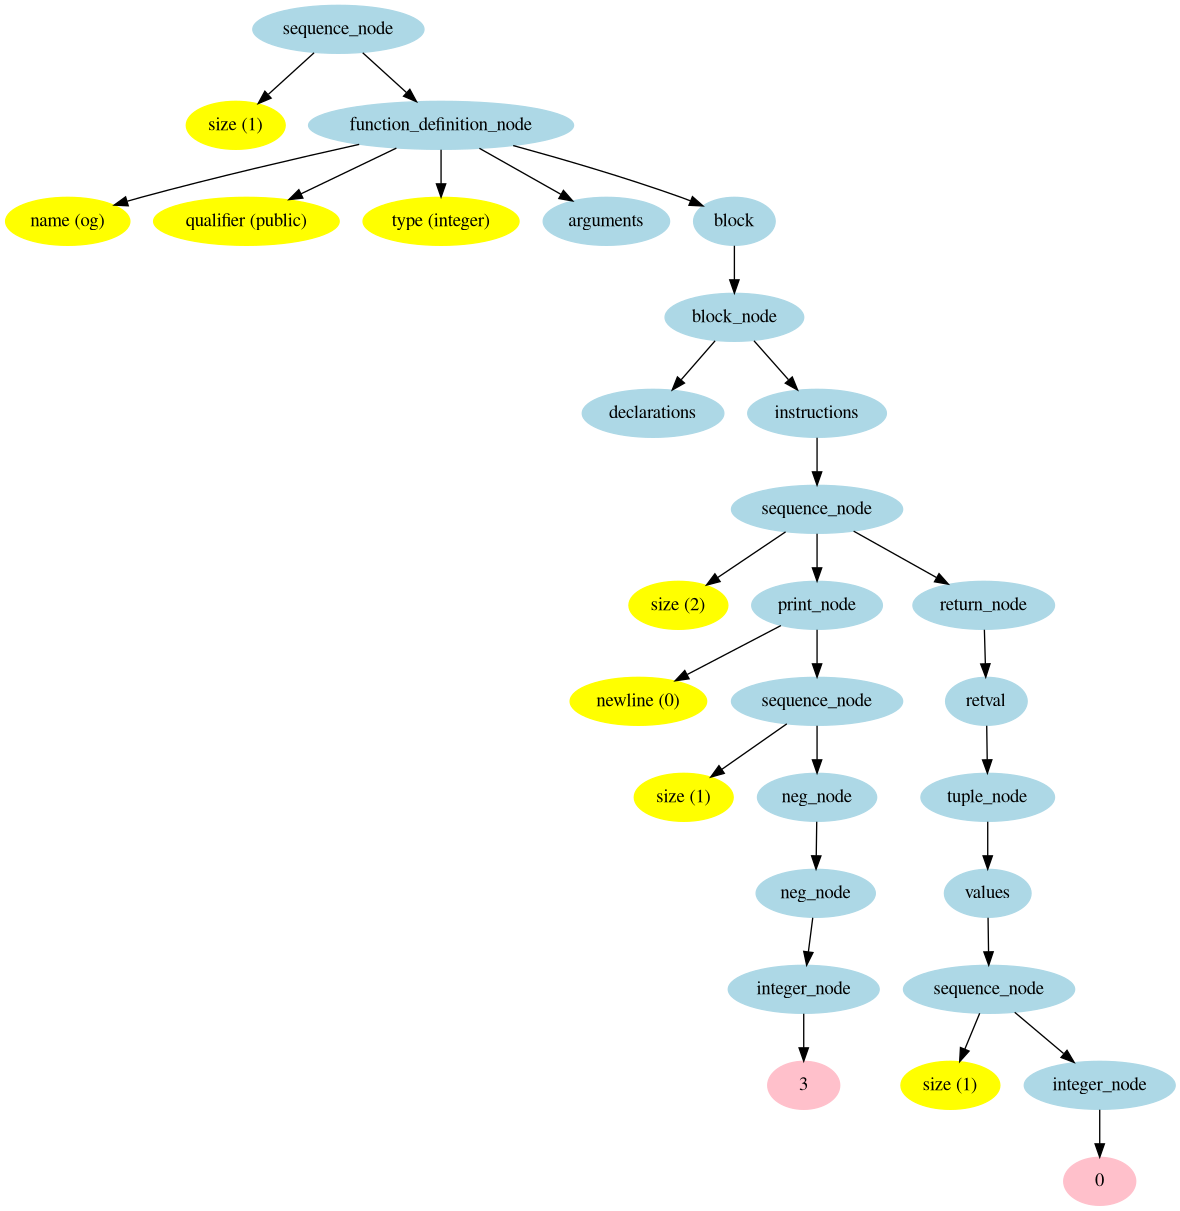 sequence_node
size (1)
function_definition_node
name (og)
qualifier (public)
type (integer)
arguments
block
block_node
declarations
instructions
sequence_node
size (2)
print_node
return_node
newline (0)
sequence_node
retval
size (1)
neg_node
tuple_node
neg_node
values
integer_node
sequence_node
3
size (1)
integer_node
0